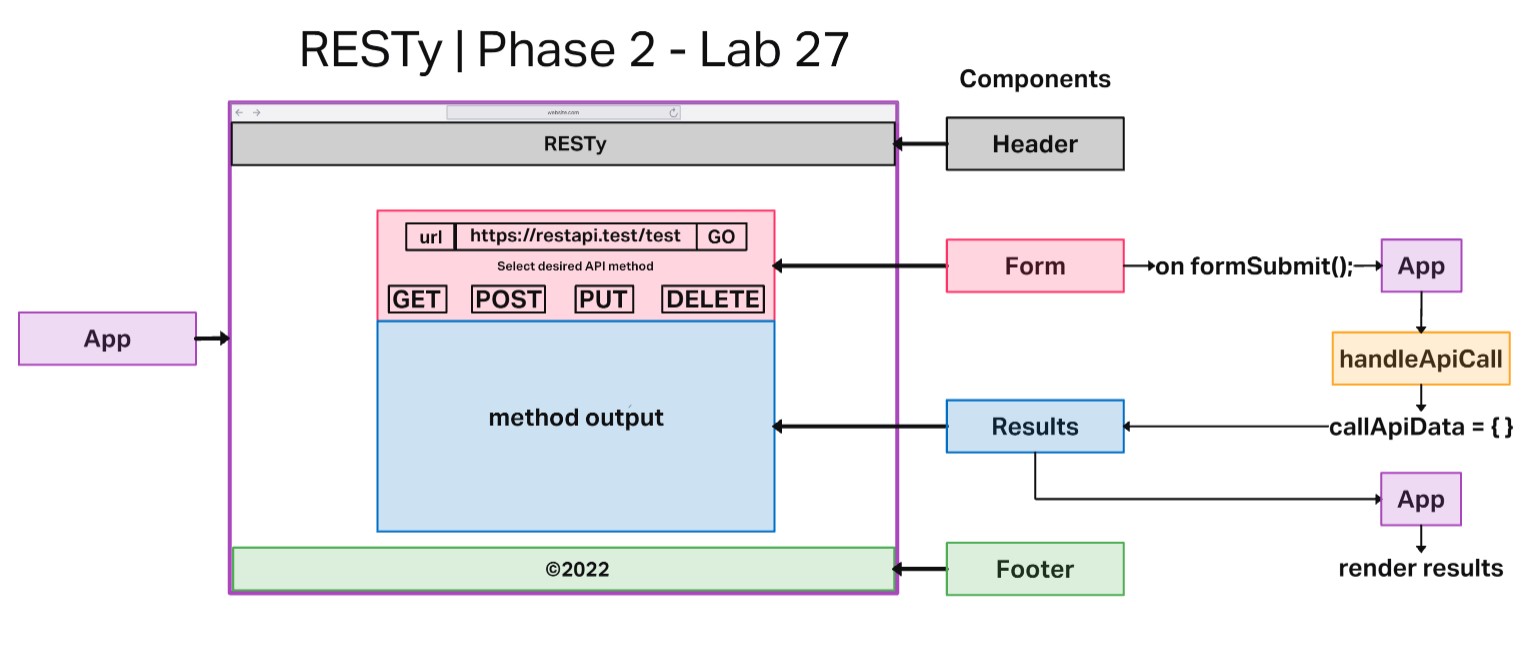 RESTy | Phase 2 - Lab 27
Components
website.com
RESTy
Header
url https://restapi.test/test GO
Select desired API method
GET POST PUT DELETE
Form
on formSubmit();
App
App
handleApiCall
method output
Results
callApiData = { }
App
©2022
Footer
render results